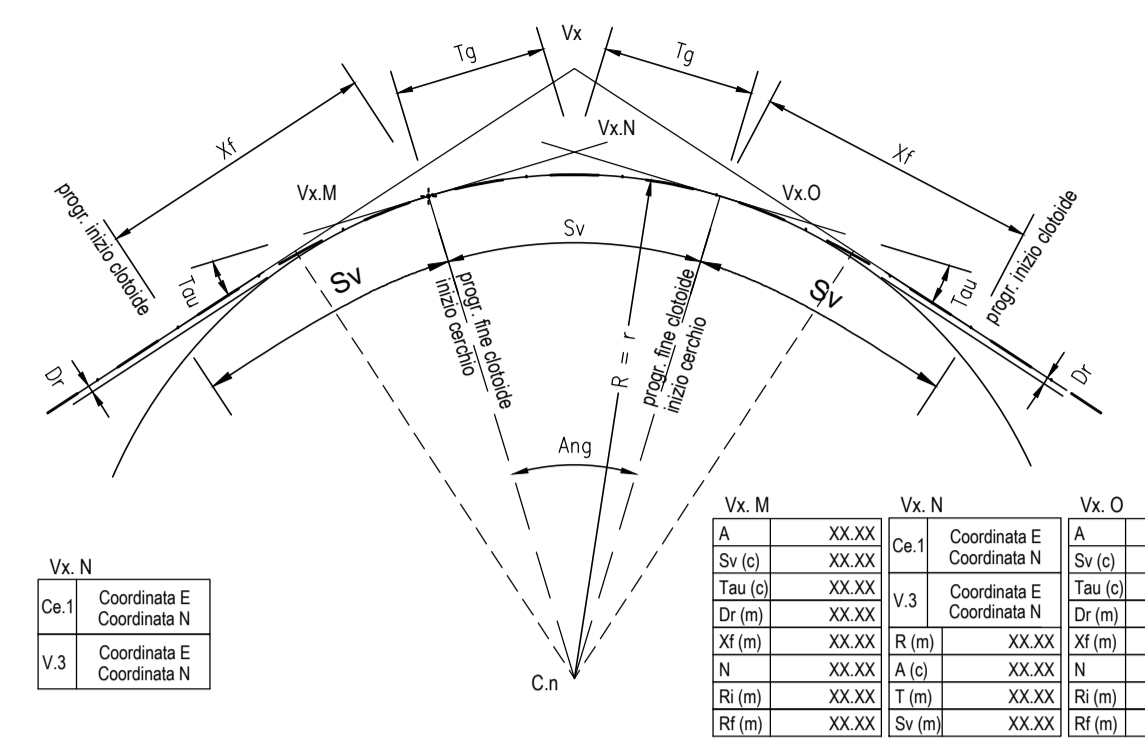 Vx
Tg
Tg
Xf
Xf
Vx.N
Vx.M
Vx.O
progr. inizio clotoide
progr. inizio clotoide
Sv
Sv
Sv
Tau
Tau
progr. fine clotoide
inizio cerchio
progr. fine clotoide
inizio cerchio
R = r
Dr
Dr
Ang
C.n
Vx. N
Ce.1 Coordinata E
Coordinata N
V.3 Coordinata E
Coordinata N
Vx. M
A XX.XX
Sv (c) XX.XX
Tau (c) XX.XX
Dr (m) XX.XX
Xf (m) XX.XX
N XX.XX
Ri (m) XX.XX
Rf (m) XX.XX
Vx. N
Ce.1 Coordinata E
Coordinata N
V.3 Coordinata E
Coordinata N
R (m) XX.XX
A (c) XX.XX
T (m) XX.XX
Sv (m) XX.XX
Vx. O
A
Sv (c)
Tau (c)
Dr (m)
Xf (m)
N
Ri (m)
Rf (m)